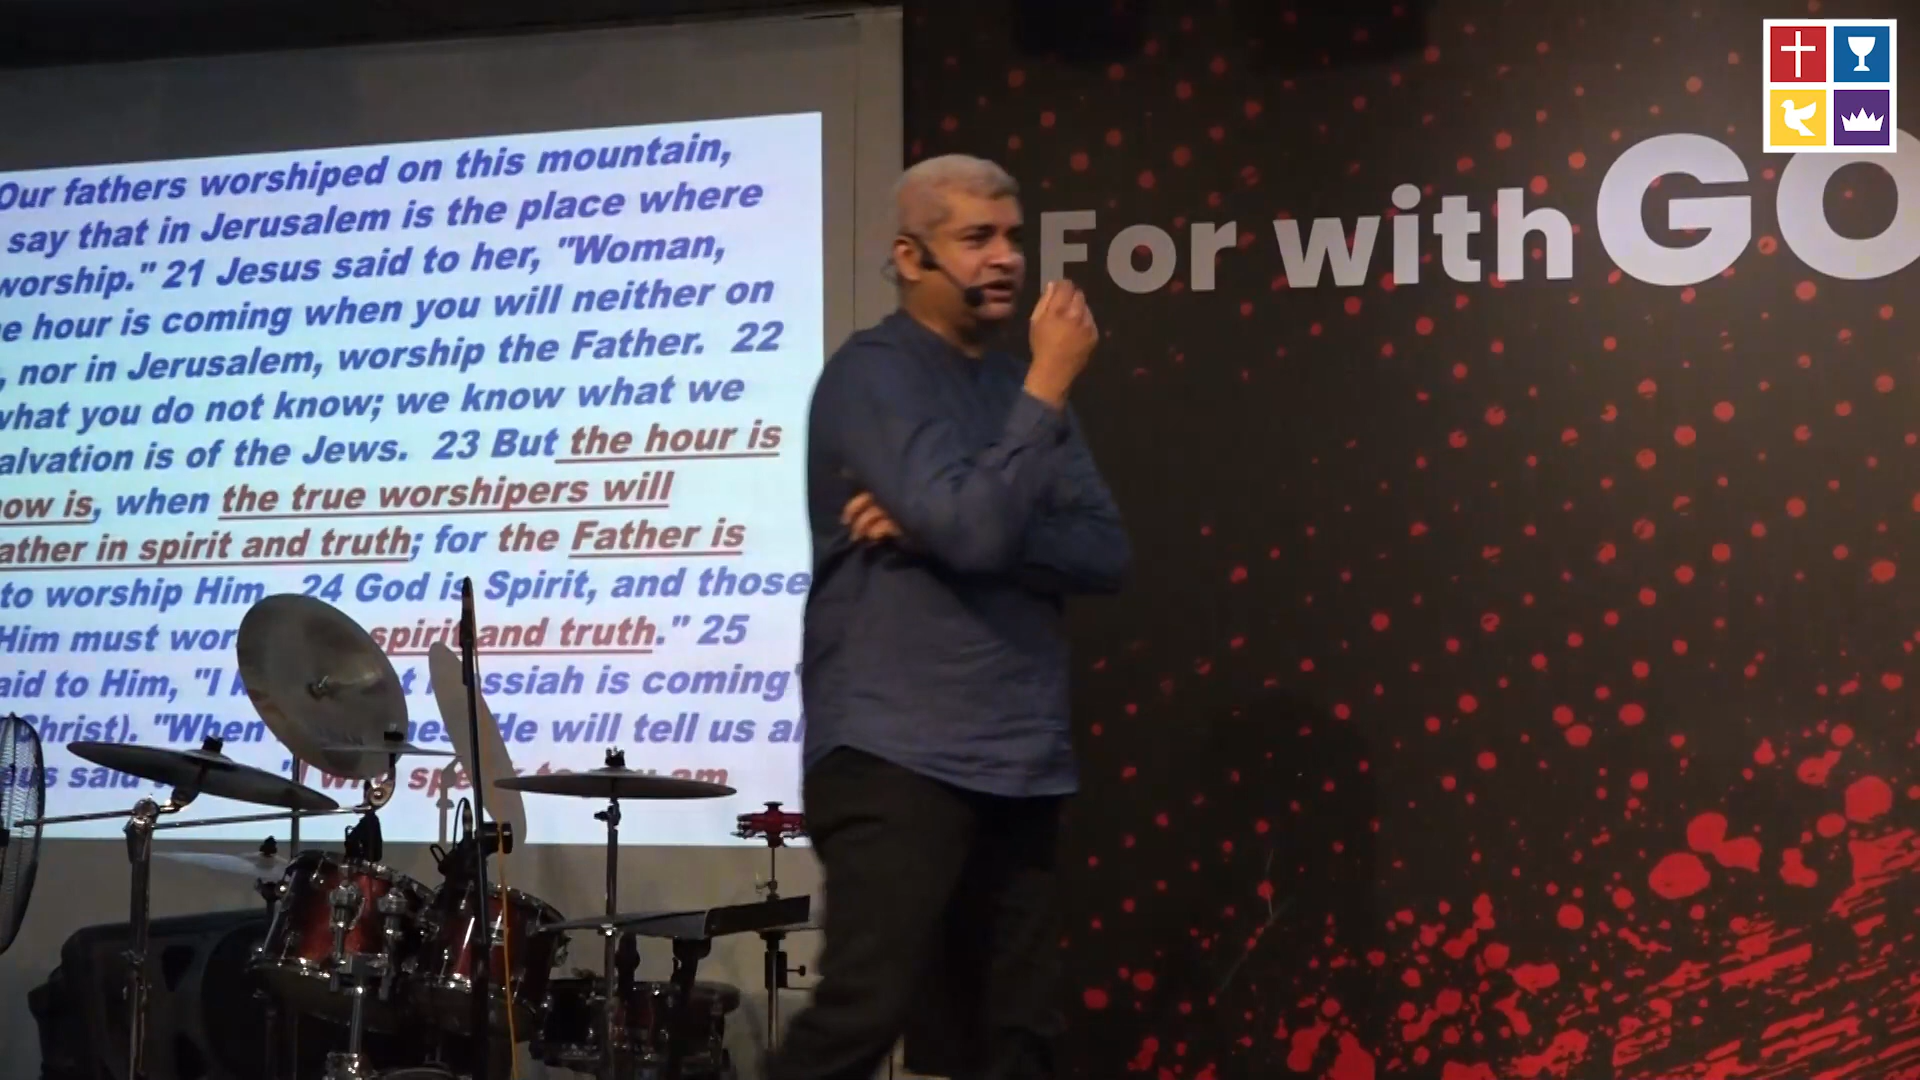 Our fathers worshiped on this mountain,
say that in Jerusalem is the place where
worship." 21 Jesus said to her, "Woman,
hour is coming when you will neither on
, nor in Jerusalem, worship the Father. 22
what you do not know; we know what we
alvation is of the Jews. 23 But the hour is
now is, when the true worshipers will
ather in spirit and truth; for the Father is
to worship Him. 24 God is Spirit, and those
Him must spirit and truth." 25
aid to Him, "I ssiah is coming"
Christ). "When He will tell us al
said "I who am
For with GO